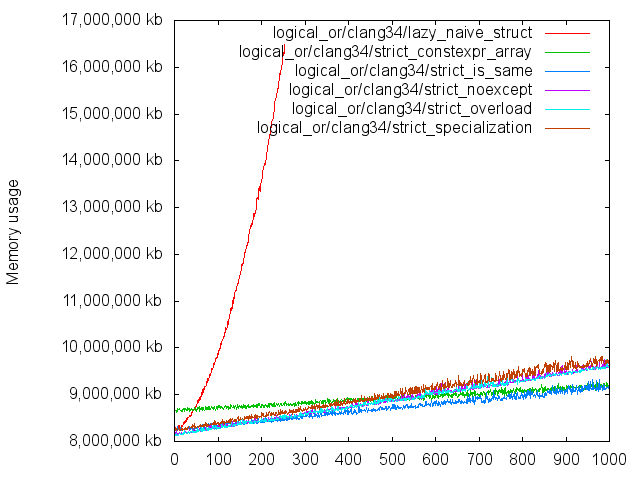 17,000,000 kb
16,000,000 kb
15,000,000 kb
14,000,000 kb
13,000,000 kb
12,000,000 kb
11,000,000 kb
10,000,000 kb
9,000,000 kb
8,000,000 kb
Memory usage
logical_or/clang34/lazy_naive_struct
logical_or/clang34/strict_constexpr_array
logical_or/clang34/strict_is_same
logical_or/clang34/strict_noexcept
logical_or/clang34/strict_overload
logical_or/clang34/strict_specialization
0 100 200 300 400 500 600 700 800 900 1000